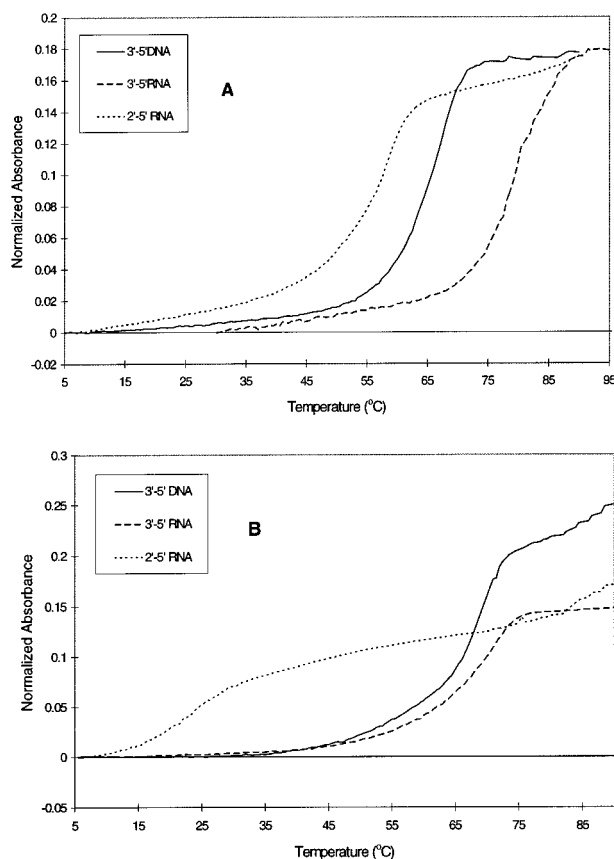 0.2
0.18
0.16
0.14
0.12
0.1
0.08
0.06
0.04
0.02
0
-0.02
Normalized Absorbance
3'-5'DNA
3'-5'RNA
2'-5' RNA
A
5 15 25 35 45 55 65 75 85 95
Temperature (°C)
0.3
0.25
0.2
0.15
0.1
0.05
0
-0.05
Normalized Absorbance
3'-5' DNA
3'-5' RNA
2'-5' RNA
B
5 15 25 35 45 55 65 75 85
Temperature (°C)